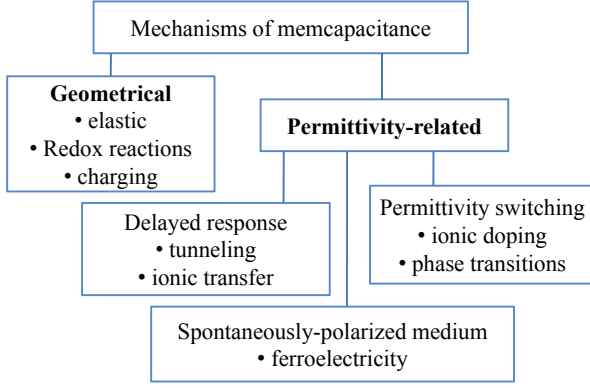 Mechanisms of memcapacitance
Geometrical
• elastic
• Redox reactions
• charging
Permittivity-related
Delayed response
• tunneling
• ionic transfer
Permittivity switching
• ionic doping
• phase transitions
Spontaneously-polarized medium
• ferroelectricity